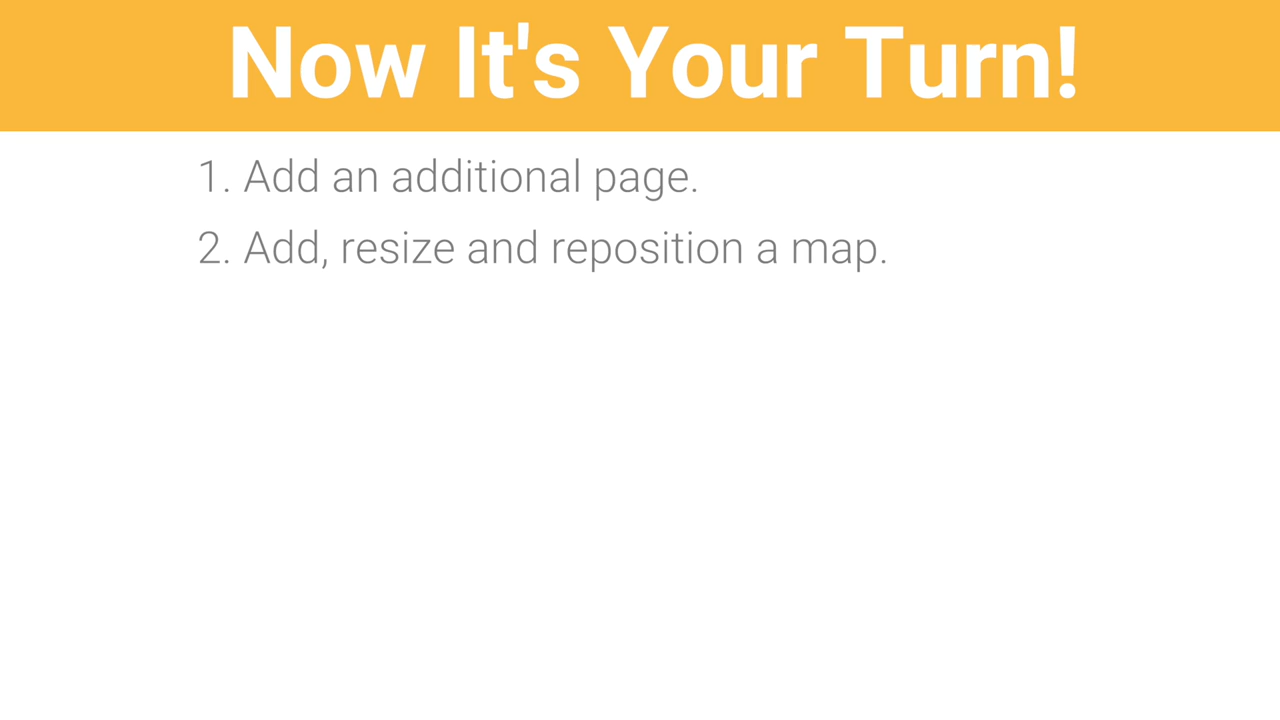 Now It's Your Turn!
1. Add an additional page.
2. Add, resize and reposition a map.